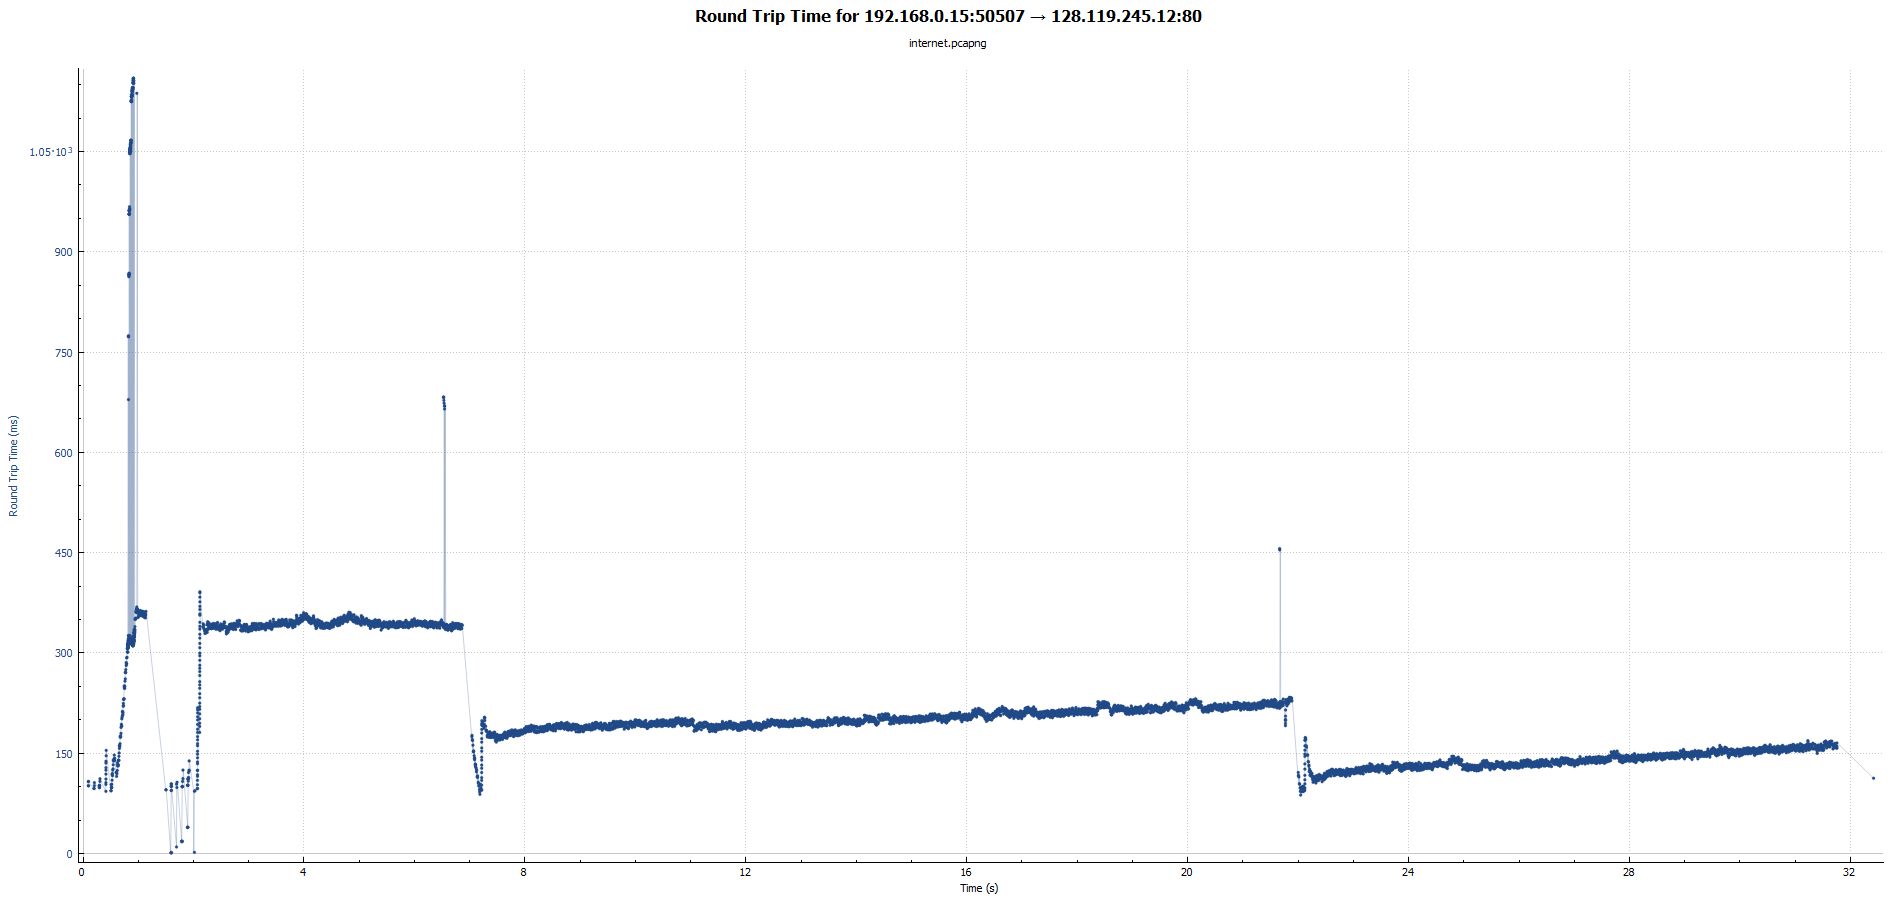 Round Trip Time for 192.168.0.15:50507 → 128.119.245.12:80
internet.pcapng
1.05·10³
900
750
600
450
300
150
0
Round Trip Time (ms)
0 4 8 12 16 20 24 28 32
Time (s)